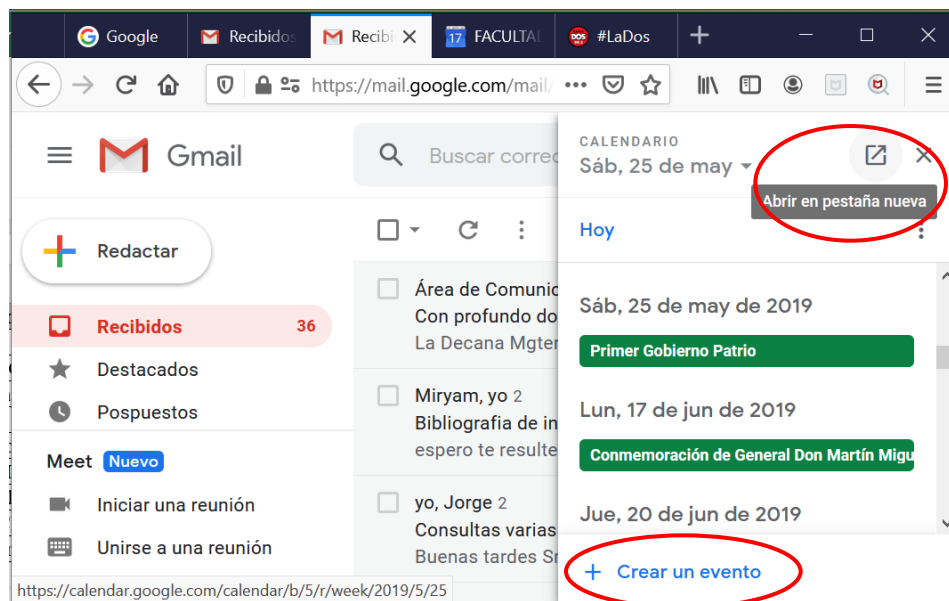 Google
Recibidos
Recibi
17
FACULTAD
#LaDos
https://mail.google.com/mail/
Gmail
Buscar correo
CALENDARIO
Sáb, 25 de may
Abrir en pestaña nueva
Hoy
Redactar
Recibidos 36
Destacados
Pospuestos
Meet Nuevo
Iniciar una reunión
Unirse a una reunión
Área de Comunic
Con profundo do
La Decana Mgter
Miryam, yo 2
Bibliografia de in
espero te resulte
yo, Jorge 2
Consultas varias
Buenas tardes Sr
Sáb, 25 de may de 2019
Primer Gobierno Patrio
Lun, 17 de jun de 2019
Conmemoración de General Don Martín Migu
Jue, 20 de jun de 2019
+ Crear un evento
https://calendar.google.com/calendar/b/5/r/week/2019/5/25